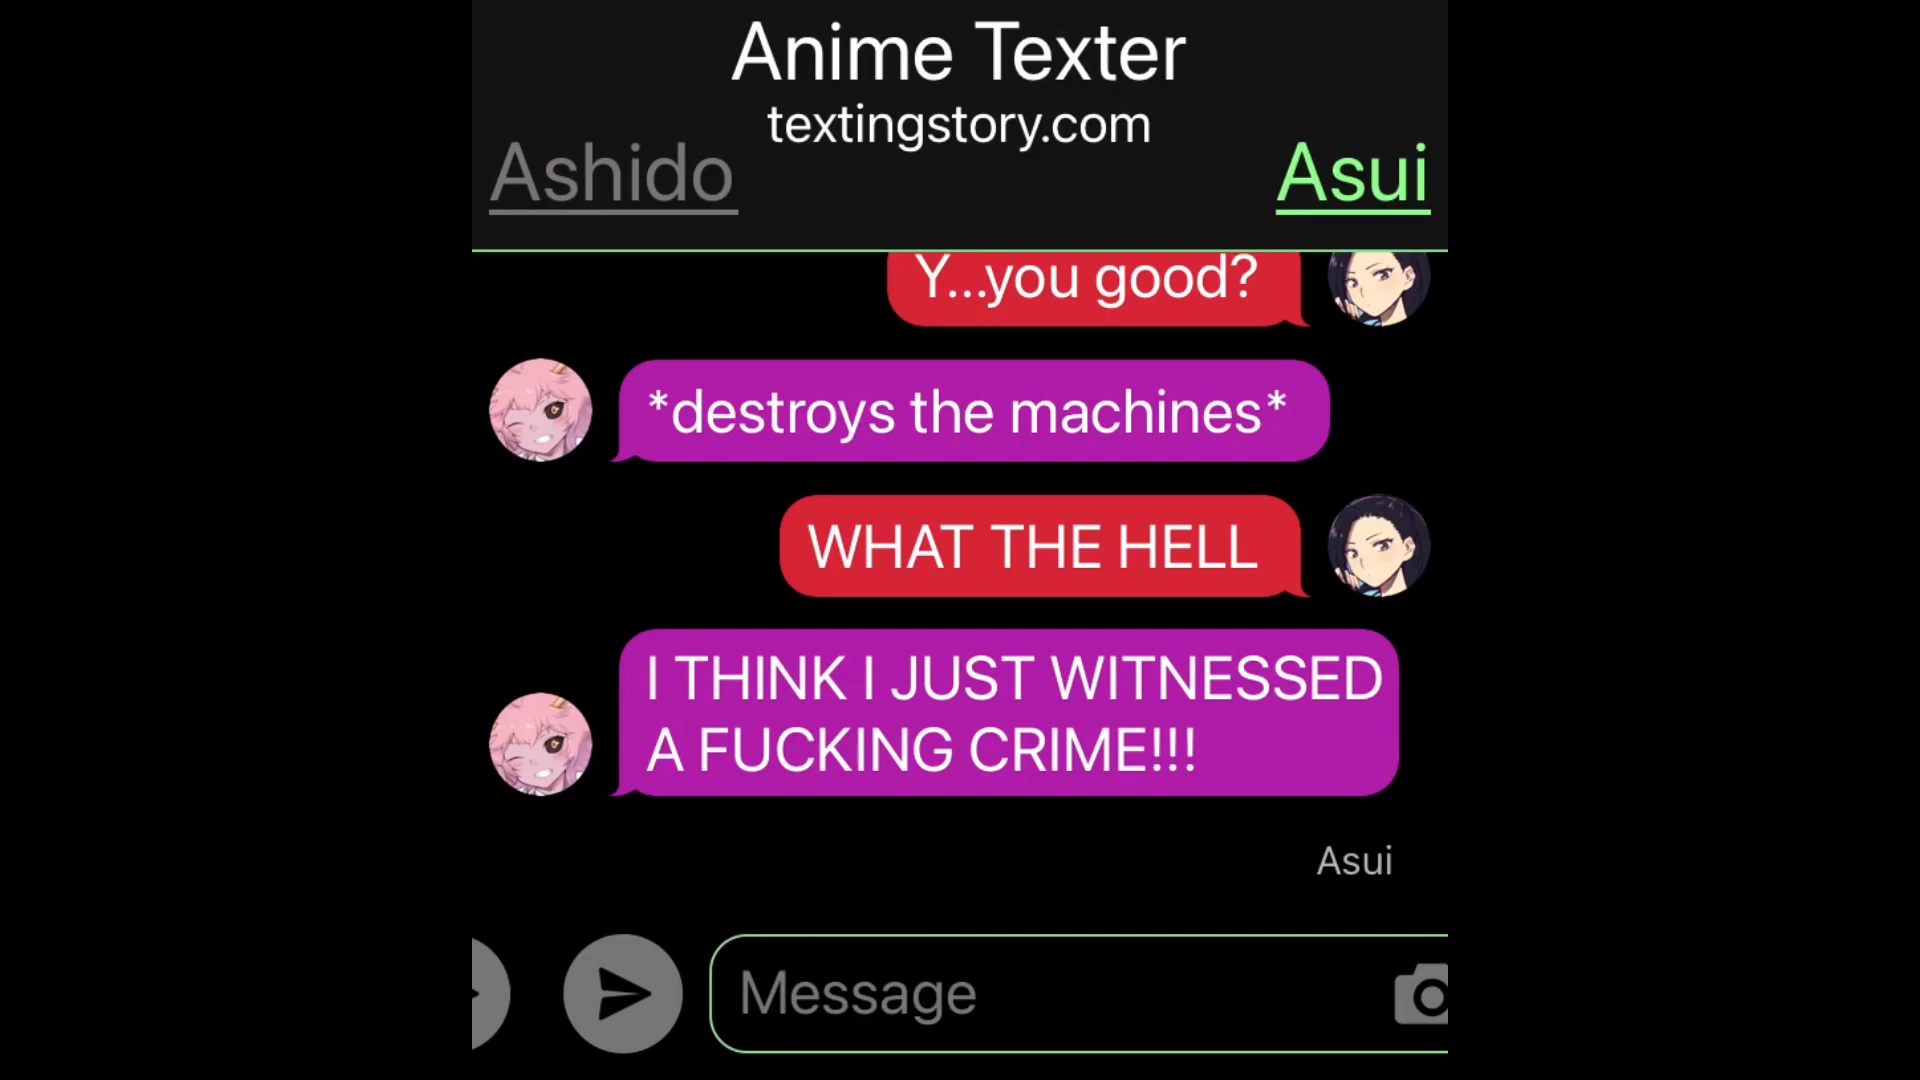 Anime Texter
textingstory.com
Ashido
Asui
Y...you good?
*destroys the machines*
WHAT THE HELL
I THINK I JUST WITNESSED
A FUCKING CRIME!!!
Asui
Message